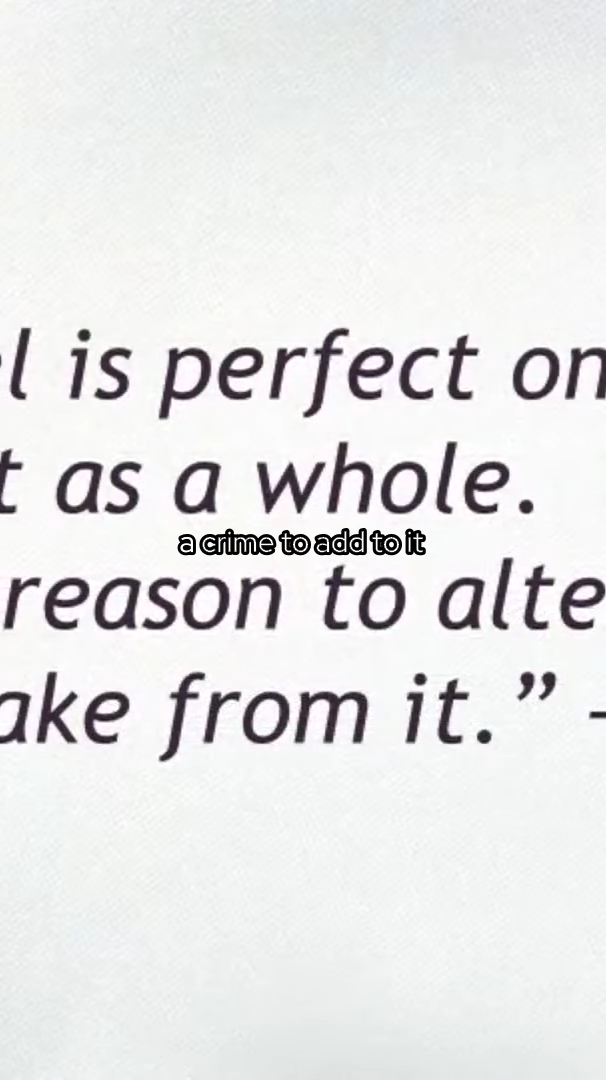 l is perfect on
t as a whole.
a crime to add to it
reason to alte
ake from it.” -